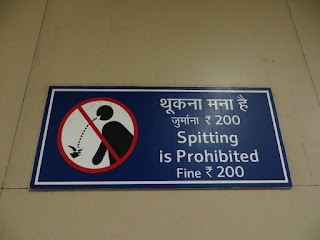 थूकना मना है
जुर्माना ₹ 200
Spitting
is Prohibited
Fine ₹ 200